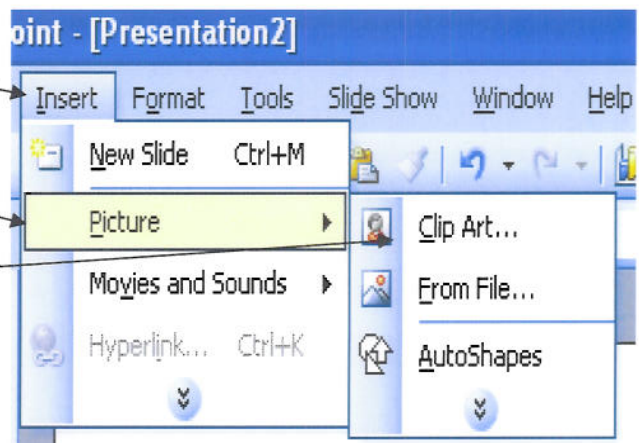 oint - [Presentation2]
Insert Format Tools Slide Show Window Help
New Slide Ctrl+M
Picture
Clip Art...
Movies and Sounds
From File...
Hyperlink... Ctrl+K
AutoShapes